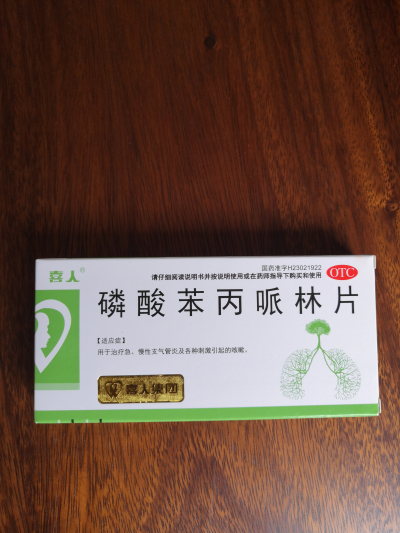 喜人®
国药准字H23021922
请仔细阅读说明书并按说明使用或在药师指导下购买和使用
OTC
磷酸苯丙哌林片
【适应症】
用于治疗急、慢性支气管炎及各种刺激引起的咳嗽。
喜人集团